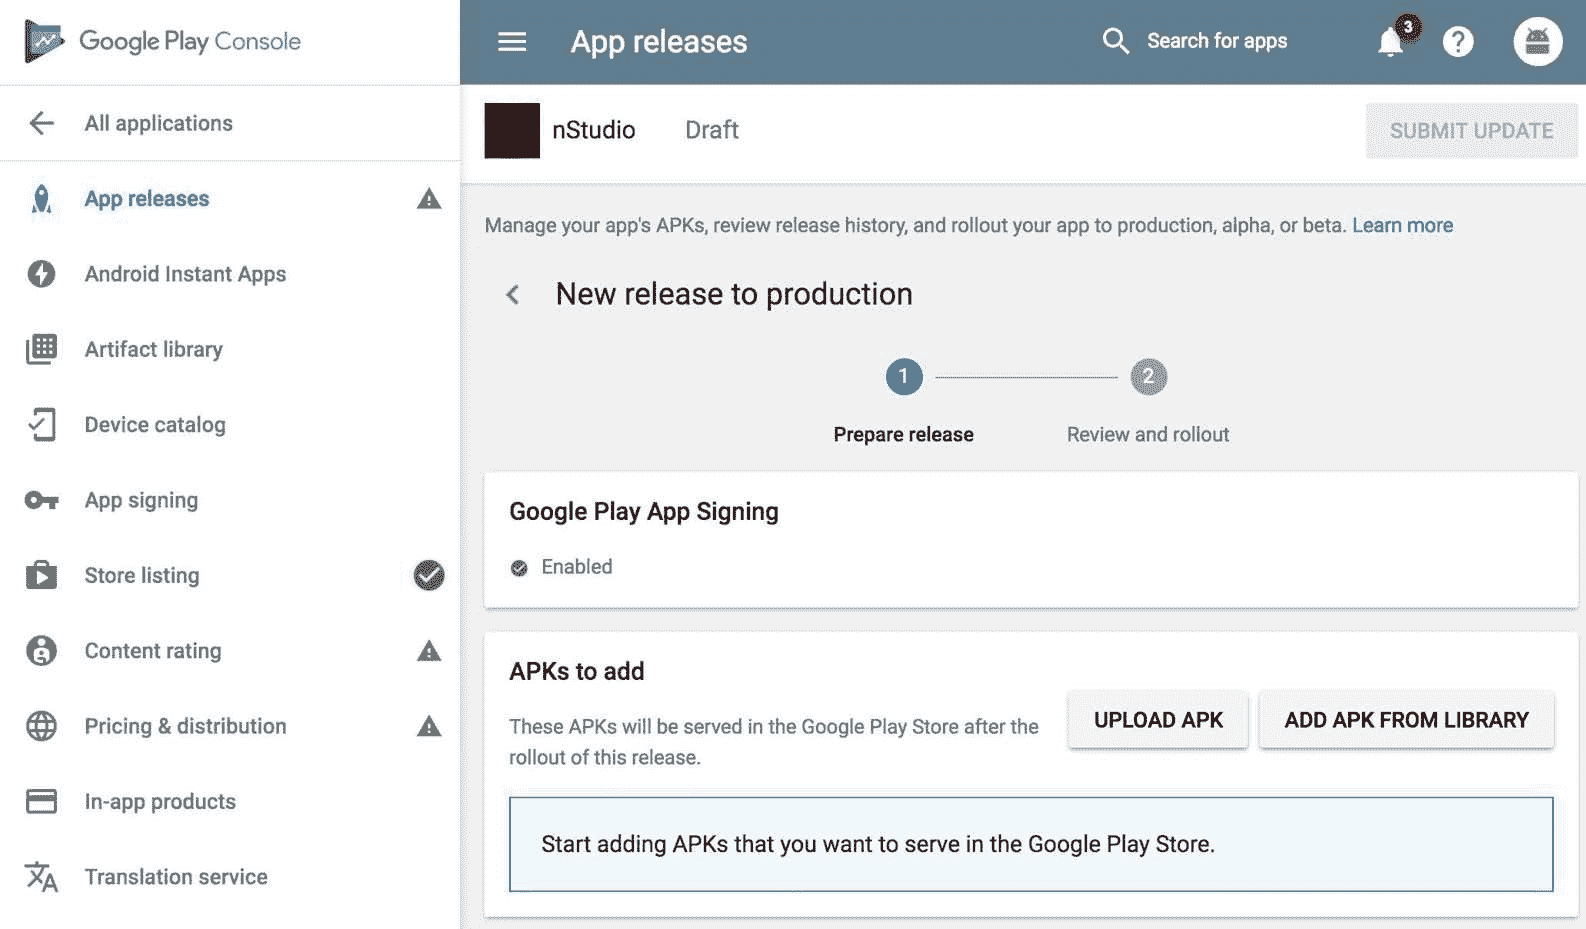 Google Play Console
App releases
Search for apps
3
?
All applications
nStudio
Draft
SUBMIT UPDATE
App releases
Android Instant Apps
Artifact library
Device catalog
App signing
Store listing
Content rating
Pricing & distribution
In-app products
Translation service
Manage your app's APKs, review release history, and rollout your app to production, alpha, or beta. Learn more
New release to production
1
2
Prepare release
Review and rollout
Google Play App Signing
Enabled
APKs to add
These APKs will be served in the Google Play Store after the
rollout of this release.
UPLOAD APK
ADD APK FROM LIBRARY
Start adding APKs that you want to serve in the Google Play Store.